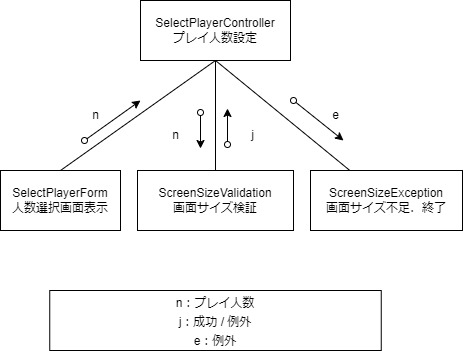 SelectPlayerController
プレイ人数設定
n
n
j
e
SelectPlayerForm
人数選択画面表示
ScreenSizeValidation
画面サイズ検証
ScreenSizeException
画面サイズ不足．終了
n：プレイ人数
j：成功 / 例外
e：例外